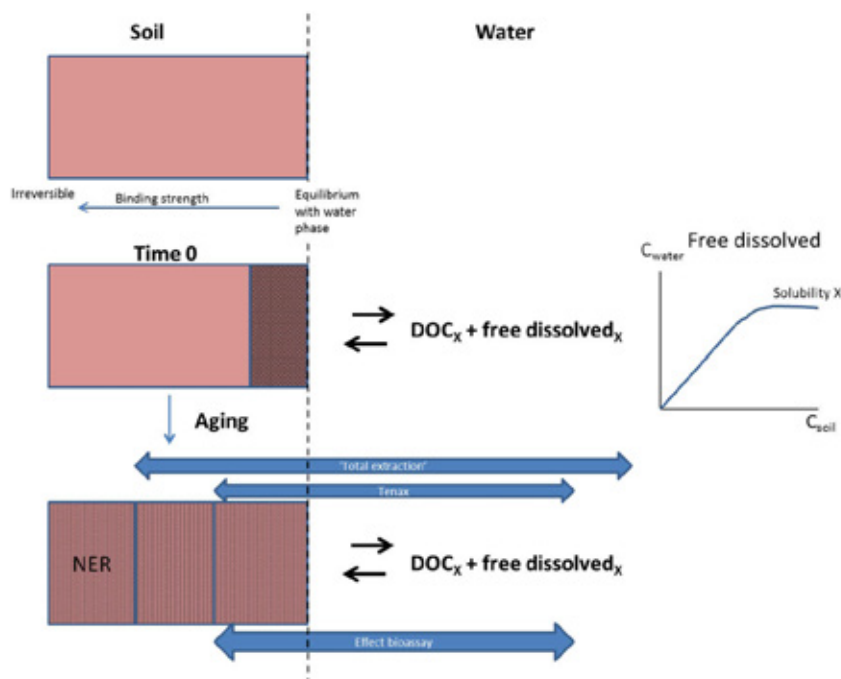 Soil
Water
Irreversible
Binding strength
Equilibrium
with water
phase
Time 0
DOCX + free dissolvedX
Free dissolved
Cwater
Solubility X
Csoil
Aging
'Total extraction'
Tenax
NER
DOCX + free dissolvedX
Effect bioassay